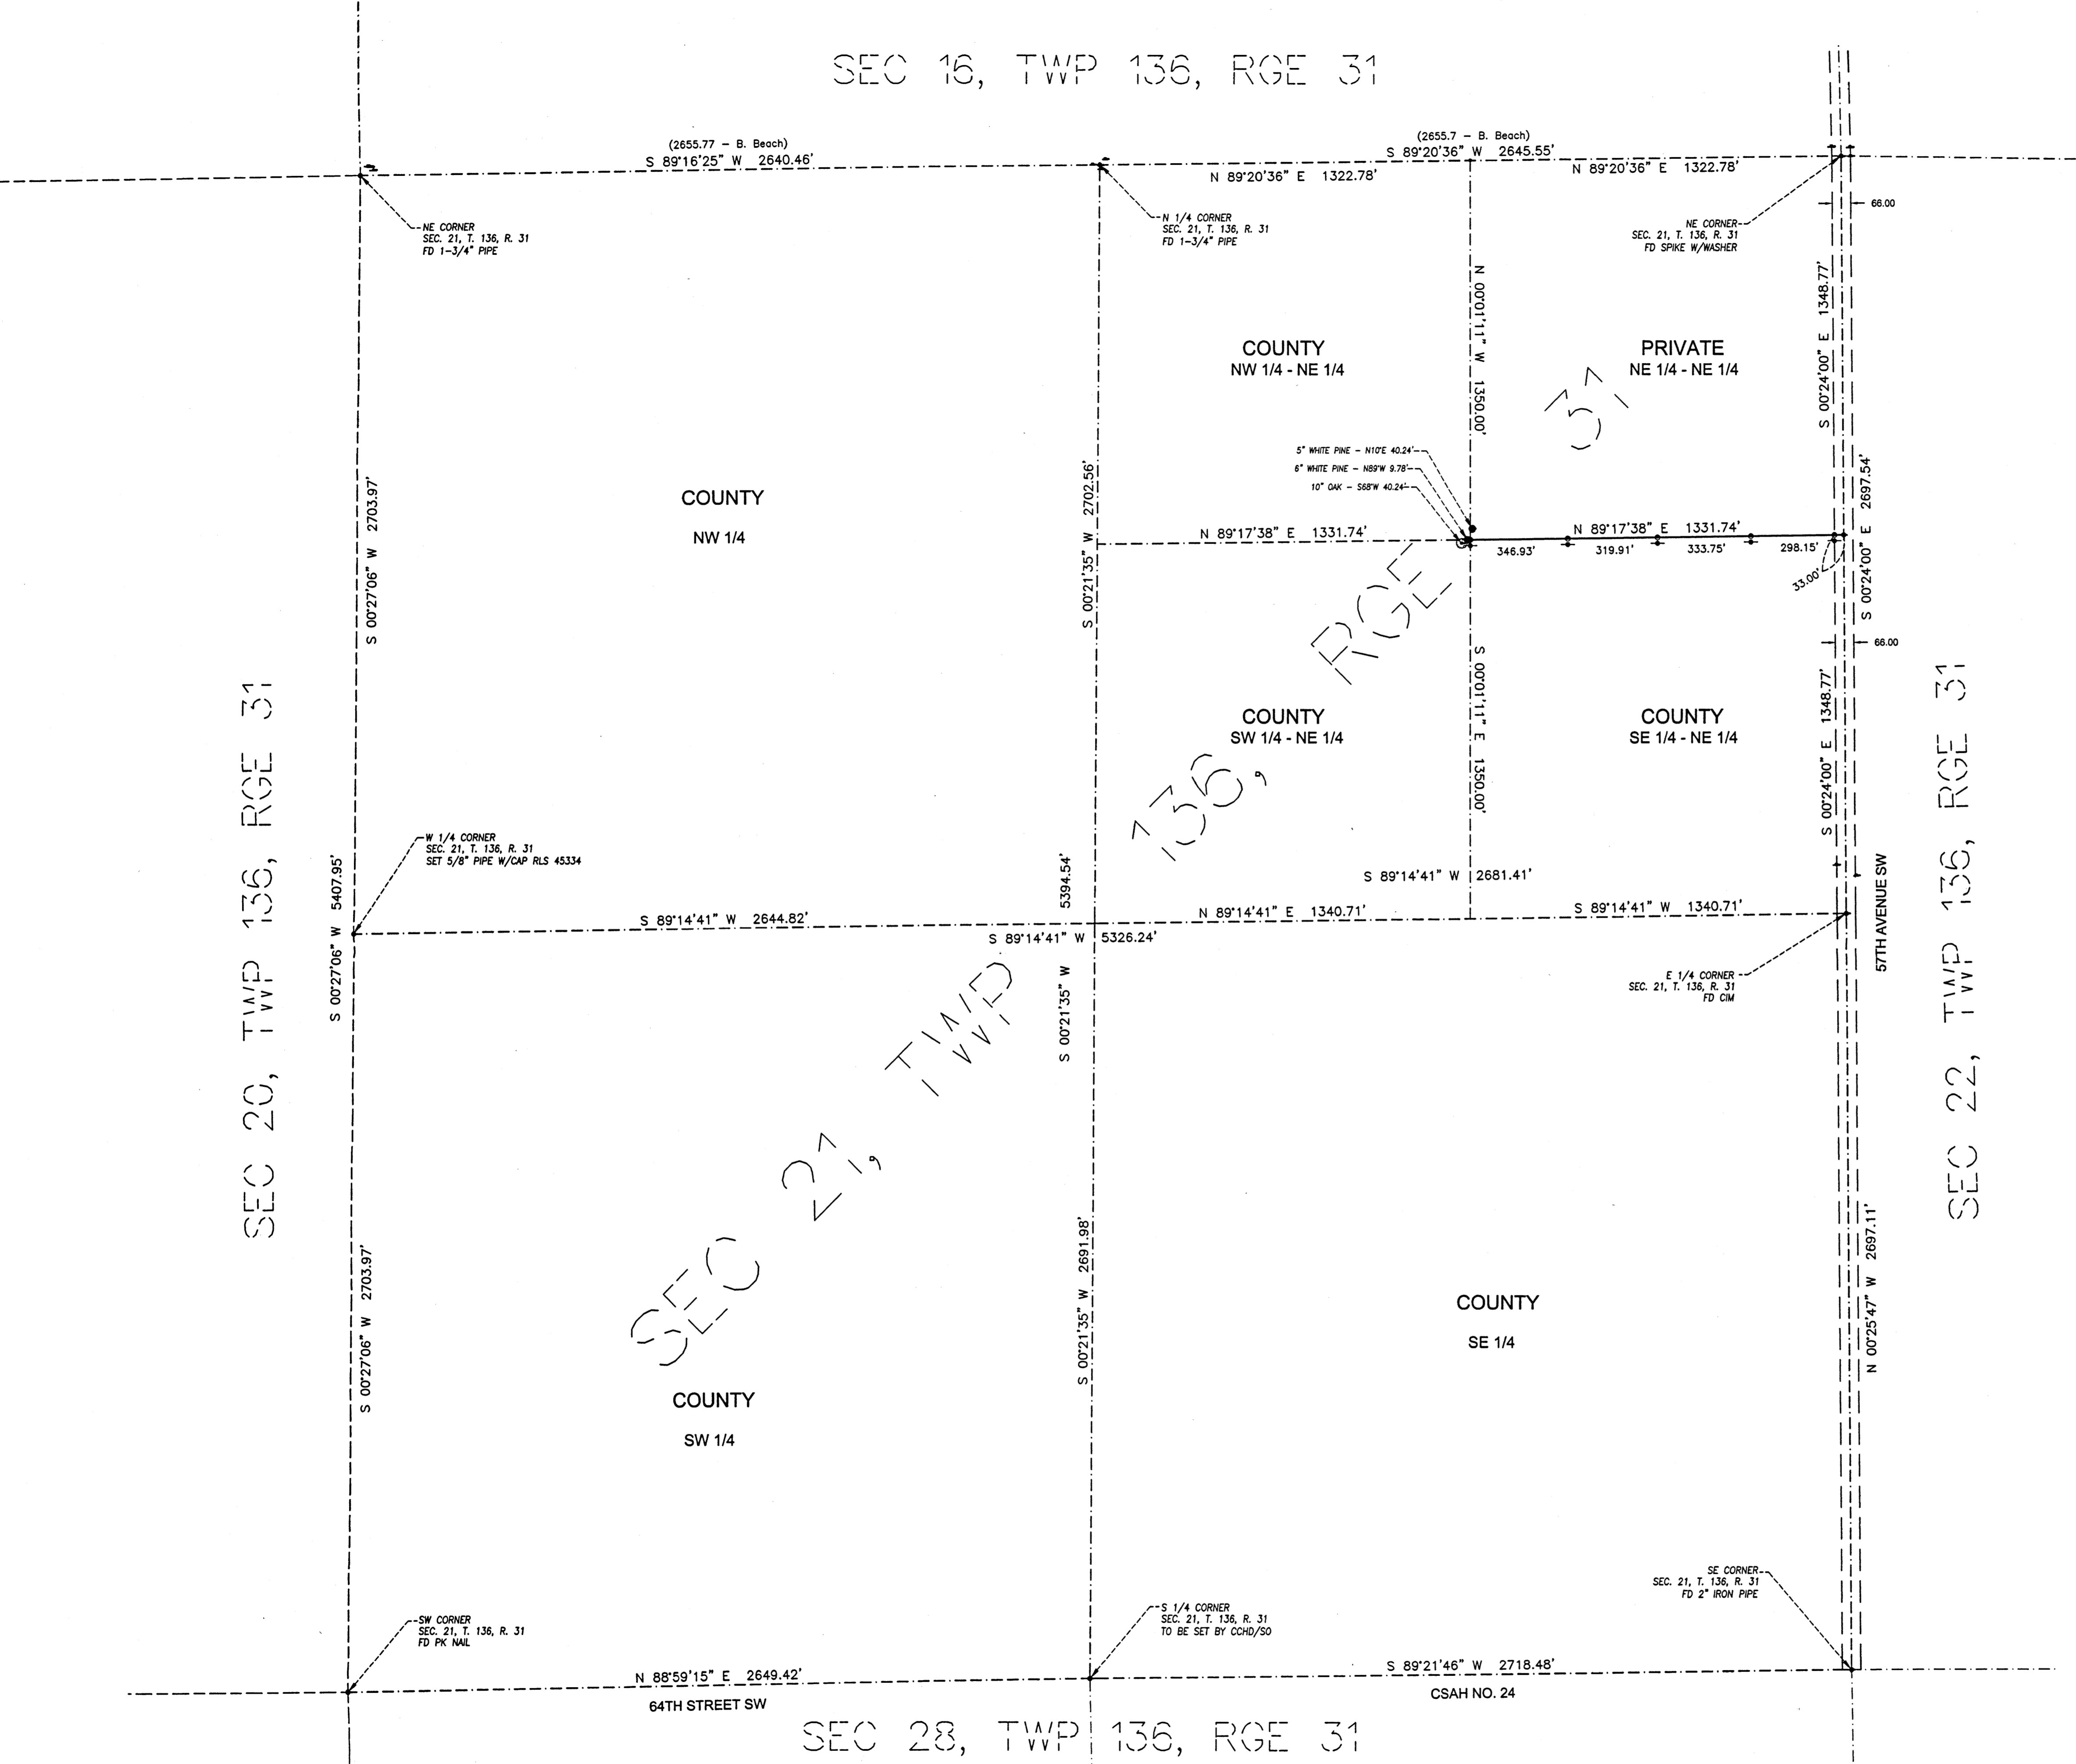 SEC 16, TWP 136, RGE 31
(2655.77 – B. Beach)
S 89°16'25" W 2640.46'
(2655.7 – B. Beach)
S 89°20'36" W 2645.55'
N 89°20'36" E 1322.78'
N 89°20'36" E 1322.78'
NE CORNER
SEC. 21, T. 136, R. 31
FD 1-3/4" PIPE
N 1/4 CORNER
SEC. 21, T. 136, R. 31
FD 1-3/4" PIPE
NE CORNER
SEC. 21, T. 136, R. 31
FD SPIKE W/WASHER
66.00
N 00°01'11" W 1350.00'
S 00°24'00" E 1348.77'
COUNTY
NW 1/4 - NE 1/4
PRIVATE
NE 1/4 - NE 1/4
5" WHITE PINE – N10°E 40.24'
6" WHITE PINE – N89°W 9.78'
10" OAK – S68°W 40.24'
COUNTY
NW 1/4
S 00°27'06" W 2703.97'
S 00°21'35" W 2702.56'
S 00°24'00" E 2697.54'
N 89°17'38" E 1331.74'
N 89°17'38" E 1331.74'
346.93'
319.91'
333.75'
298.15'
33.00'
66.00
COUNTY
SW 1/4 - NE 1/4
COUNTY
SE 1/4 - NE 1/4
S 00°01'11" E 1350.00'
S 00°24'00" E 1348.77'
SEC 20, TWP 136, RGE 31
SEC 21, TWP 136, RGE 31
SEC 22, TWP 136, RGE 31
57TH AVENUE SW
W 1/4 CORNER
SEC. 21, T. 136, R. 31
SET 5/8" PIPE W/CAP RLS 45334
S 00°27'06" W 5407.95'
S 00°21'35" W 5394.54'
S 89°14'41" W 2681.41'
S 89°14'41" W 2644.82'
N 89°14'41" E 1340.71'
S 89°14'41" W 1340.71'
S 89°14'41" W 5326.24'
E 1/4 CORNER
SEC. 21, T. 136, R. 31
FD CIM
S 00°27'06" W 2703.97'
S 00°21'35" W 2691.98'
N 00°25'47" W 2697.11'
COUNTY
SE 1/4
COUNTY
SW 1/4
SW CORNER
SEC. 21, T. 136, R. 31
FD PK NAIL
S 1/4 CORNER
SEC. 21, T. 136, R. 31
TO BE SET BY CCHD/SO
SE CORNER
SEC. 21, T. 136, R. 31
FD 2" IRON PIPE
N 88°59'15" E 2649.42'
64TH STREET SW
S 89°21'46" W 2718.48'
CSAH NO. 24
SEC 28, TWP 136, RGE 31